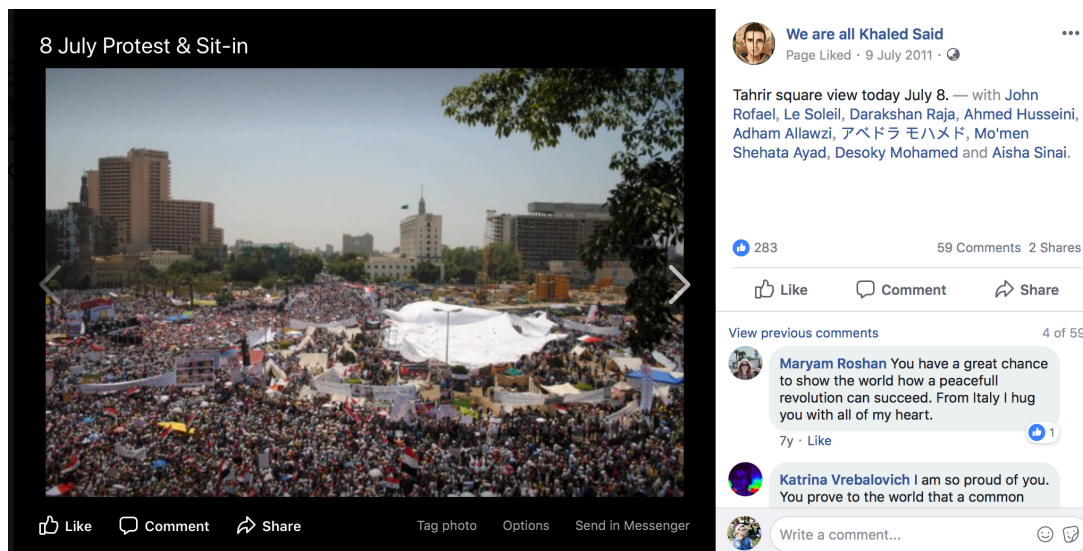 8 July Protest & Sit-in
Like
Comment
Share
Tag photo
Options
Send in Messenger
We are all Khaled Said
Page Liked · 9 July 2011 ·
Tahrir square view today July 8. — with John
Rofael, Le Soleil, Darakshan Raja, Ahmed Husseini,
Adham Allawzi, アベドラ モハメド, Mo'men
Shehata Ayad, Desoky Mohamed and Aisha Sinai.
283
59 Comments 2 Shares
Like
Comment
Share
View previous comments
4 of 59
Maryam Roshan You have a great chance
to show the world how a peacefull
revolution can succeed. From Italy I hug
you with all of my heart.
1
7y · Like
Katrina Vrebalovich I am so proud of you.
You prove to the world that a common
Write a comment...